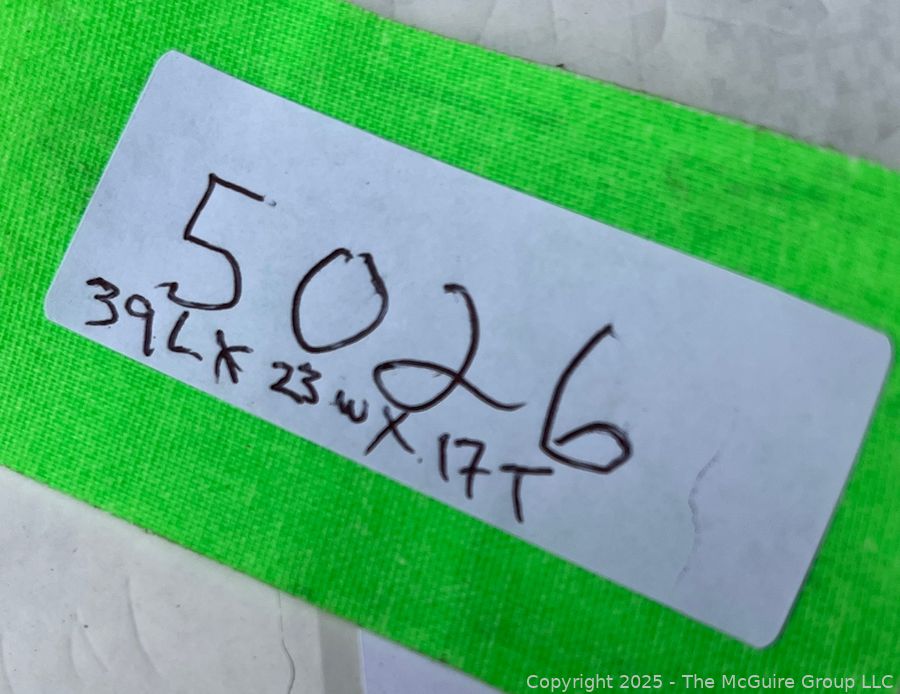 5026
39L X 23W X 17T
Copyright 2025 - The McGuire Group LLC